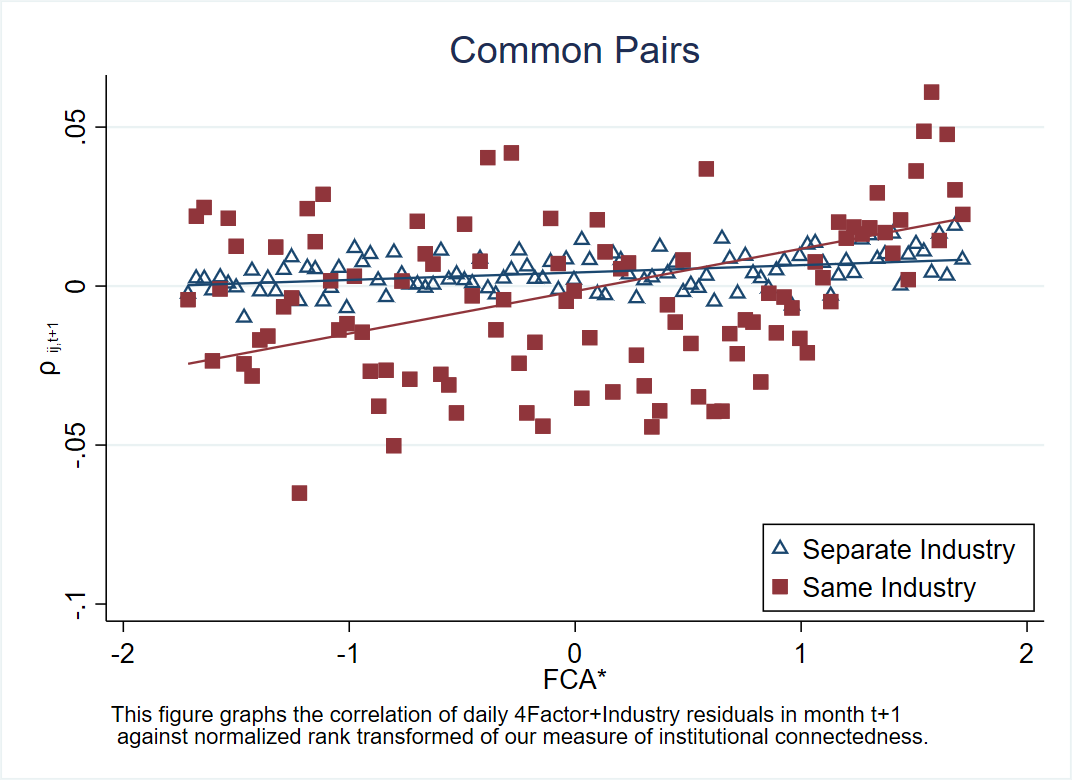 Common Pairs
.05
0
-.05
-.1
ρ ij,t+1
-2 -1 0 1 2
FCA*
Separate Industry
Same Industry
This figure graphs the correlation of daily 4Factor+Industry residuals in month t+1
against normalized rank transformed of our measure of institutional connectedness.